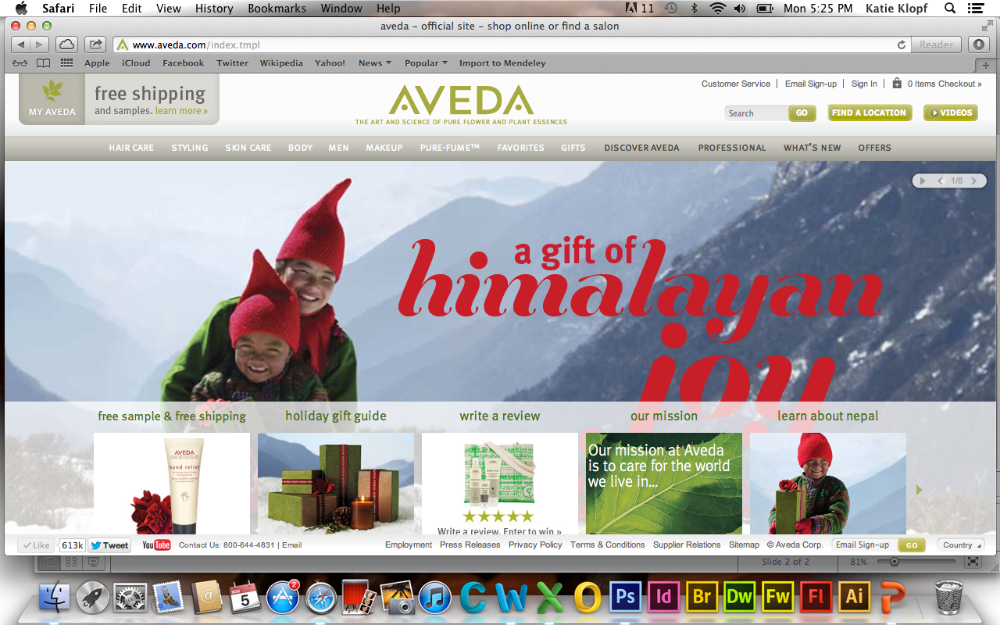 Safari File Edit View History Bookmarks Window Help 11 Mon 5:25 PM Katie Klopf
aveda – official site – shop online or find a salon
www.aveda.com/index.tmpl Reader
Apple iCloud Facebook Twitter Wikipedia Yahoo! News Popular Import to Mendeley
MY AVEDA
free shipping
and samples. learn more »
AVEDA
THE ART AND SCIENCE OF PURE FLOWER AND PLANT ESSENCES
Customer Service | Email Sign-up | Sign In | 0 Items Checkout »
Search GO FIND A LOCATION VIDEOS
HAIR CARE STYLING SKIN CARE BODY MEN MAKEUP PURE-FUME™ FAVORITES GIFTS DISCOVER AVEDA PROFESSIONAL WHAT'S NEW OFFERS
1/6
a gift of
himalayan
joy
free sample & free shipping holiday gift guide write a review our mission learn about nepal
AVEDA
hand relief
Our mission at Aveda
is to care for the world
we live in...
Write a review. Enter to win »
Like 613k Tweet YouTube Contact Us: 800-644-4831 | Email Employment Press Releases Privacy Policy Terms & Conditions Supplier Relations Sitemap © Aveda Corp. Email Sign-up GO Country
Slide 2 of 2 81%
NOV
5
2
Ps Id Br Dw Fw Fl Ai